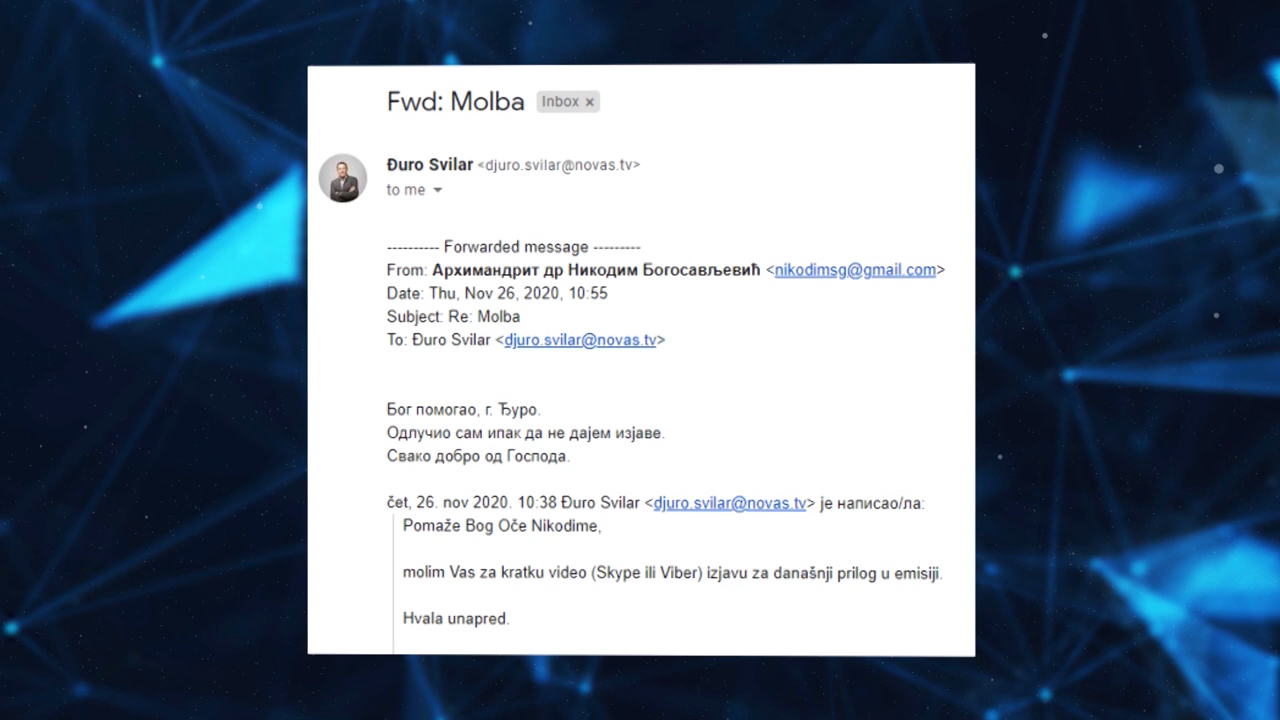 Fwd: Molba Inbox ×
Đuro Svilar <djuro.svilar@novas.tv>
to me
---------- Forwarded message ---------
From: Архимандрит др Никодим Богосављевић <nikodimsg@gmail.com>
Date: Thu, Nov 26, 2020, 10:55
Subject: Re: Molba
To: Đuro Svilar <djuro.svilar@novas.tv>
Бог помогао, г. Ђуро.
Одлучио сам ипак да не дајем изјаве.
Свако добро од Господа.
čet, 26. nov 2020. 10:38 Đuro Svilar <djuro.svilar@novas.tv> је написао/ла:
Pomaže Bog Oče Nikodime,
molim Vas za kratku video (Skype ili Viber) izjavu za današnji prilog u emisiji.
Hvala unapred.